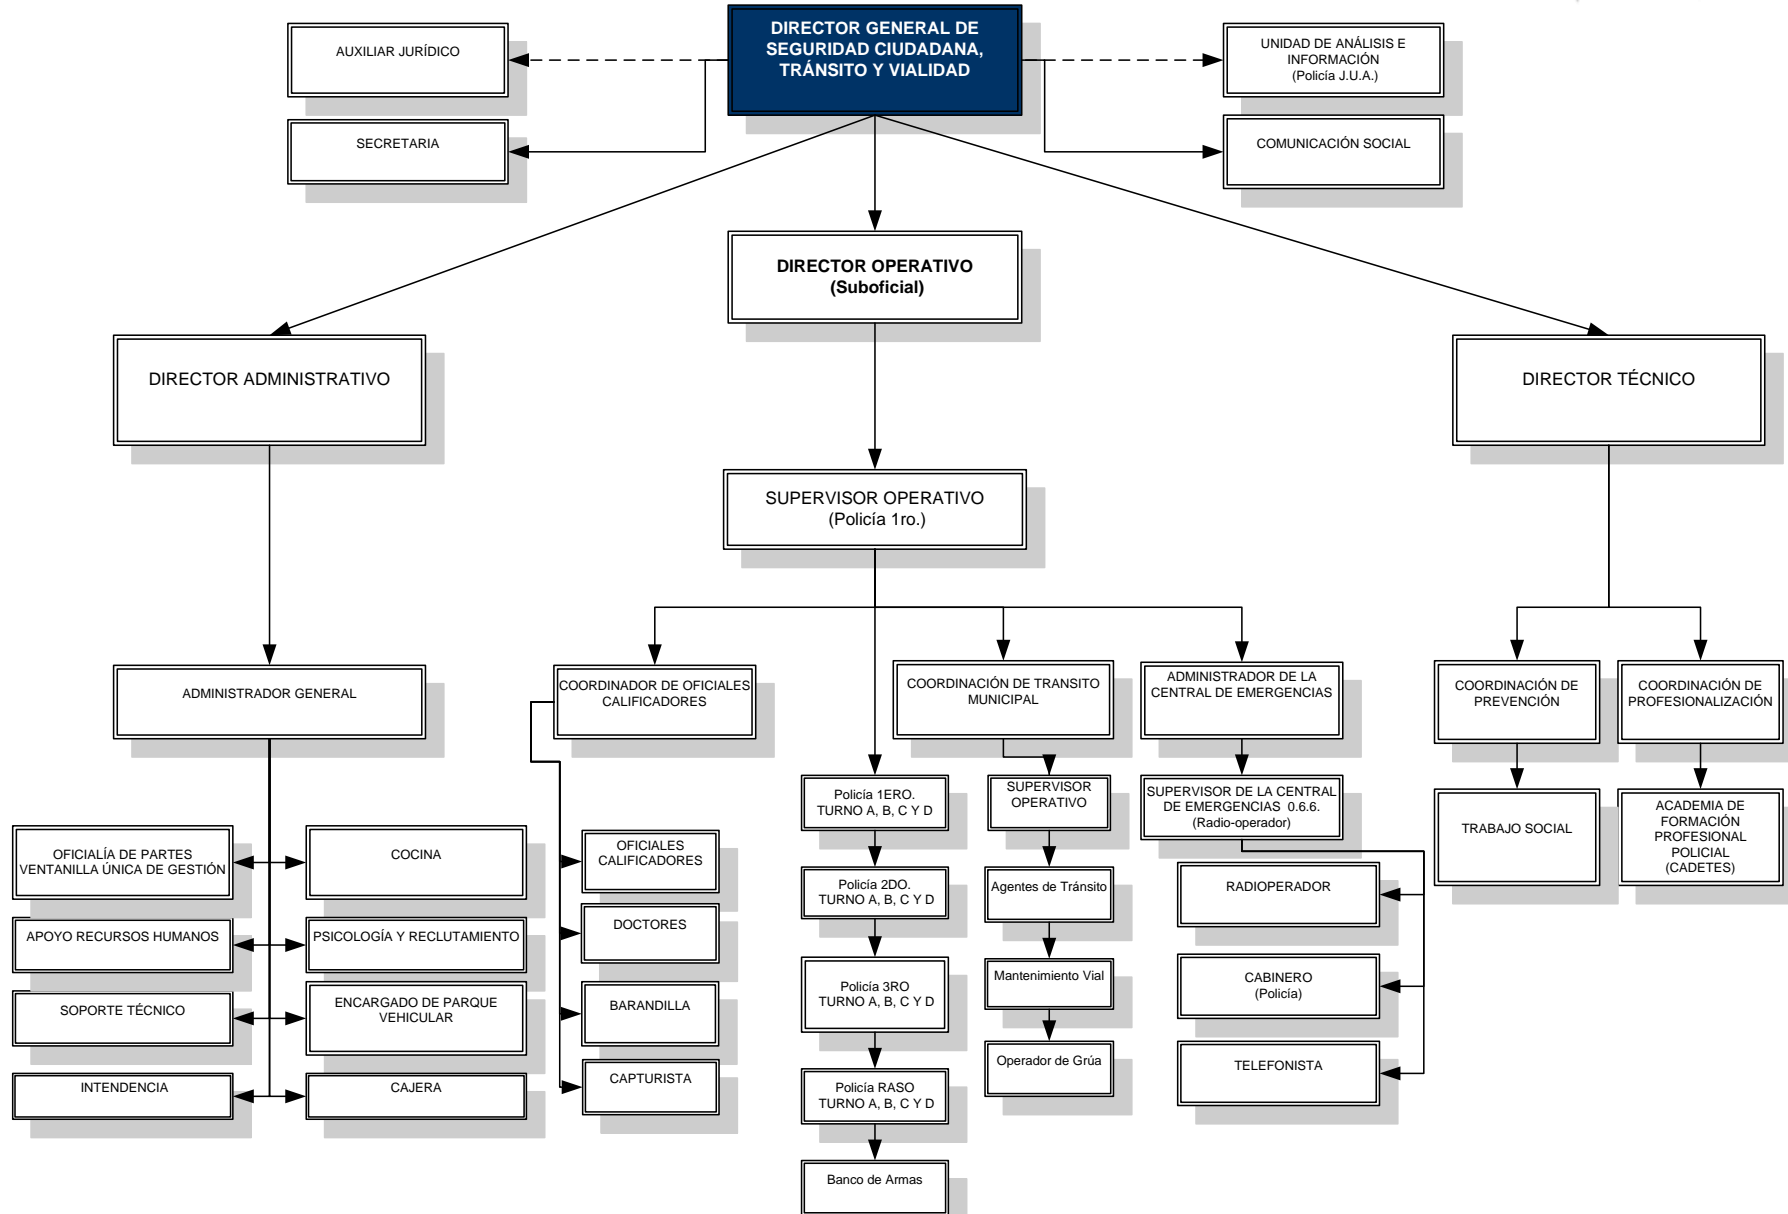 DIRECTOR GENERAL DE
SEGURIDAD CIUDADANA,
TRÁNSITO Y VIALIDAD
AUXILIAR JURÍDICO
UNIDAD DE ANÁLISIS E
INFORMACIÓN
(Policía J.U.A.)
SECRETARIA
COMUNICACIÓN SOCIAL
DIRECTOR OPERATIVO
(Suboficial)
DIRECTOR ADMINISTRATIVO
DIRECTOR TÉCNICO
SUPERVISOR OPERATIVO
(Policía 1ro.)
ADMINISTRADOR GENERAL
COORDINADOR DE OFICIALES
CALIFICADORES
COORDINACIÓN DE TRANSITO
MUNICIPAL
ADMINISTRADOR DE LA
CENTRAL DE EMERGENCIAS
COORDINACIÓN DE
PREVENCIÓN
COORDINACIÓN DE
PROFESIONALIZACIÓN
OFICIALÍA DE PARTES
VENTANILLA ÚNICA DE GESTIÓN
COCINA
APOYO RECURSOS HUMANOS
PSICOLOGÍA Y RECLUTAMIENTO
SOPORTE TÉCNICO
ENCARGADO DE PARQUE
VEHICULAR
INTENDENCIA
CAJERA
OFICIALES
CALIFICADORES
DOCTORES
BARANDILLA
CAPTURISTA
Policía 1ERO.
TURNO A, B, C Y D
Policía 2DO.
TURNO A, B, C Y D
Policía 3RO
TURNO A, B, C Y D
Policía RASO
TURNO A, B, C Y D
Banco de Armas
SUPERVISOR
OPERATIVO
Agentes de Tránsito
Mantenimiento Vial
Operador de Grúa
SUPERVISOR DE LA CENTRAL
DE EMERGENCIAS 0.6.6.
(Radio-operador)
RADIOPERADOR
CABINERO
(Policía)
TELEFONISTA
TRABAJO SOCIAL
ACADEMIA DE
FORMACIÓN
PROFESIONAL
POLICIAL
(CADETES)